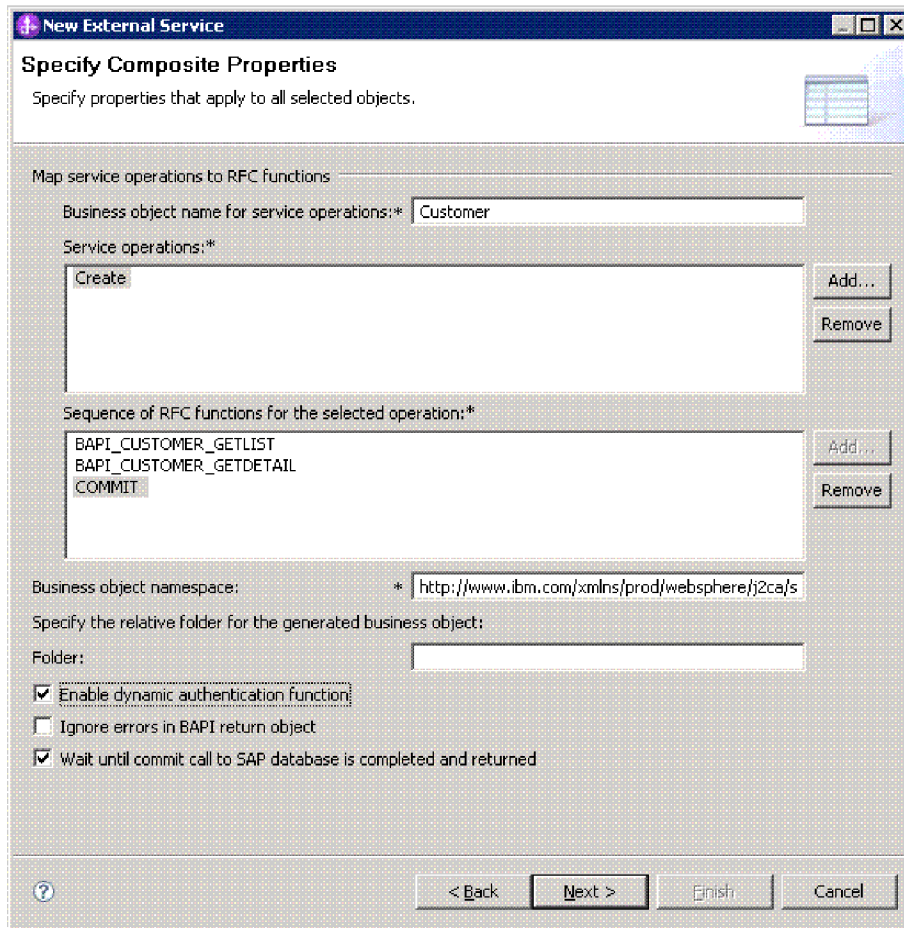 New External Service
Specify Composite Properties
Specify properties that apply to all selected objects.
Map service operations to RFC functions
Business object name for service operations:* Customer
Service operations:*
Create
Add...
Remove
Sequence of RFC functions for the selected operation:*
BAPI_CUSTOMER_GETLIST
BAPI_CUSTOMER_GETDETAIL
COMMIT
Add...
Remove
Business object namespace: * http://www.ibm.com/xmlns/prod/websphere/j2ca/s
Specify the relative folder for the generated business object:
Folder:
Enable dynamic authentication function
Ignore errors in BAPI return object
Wait until commit call to SAP database is completed and returned
? < Back Next > Finish Cancel